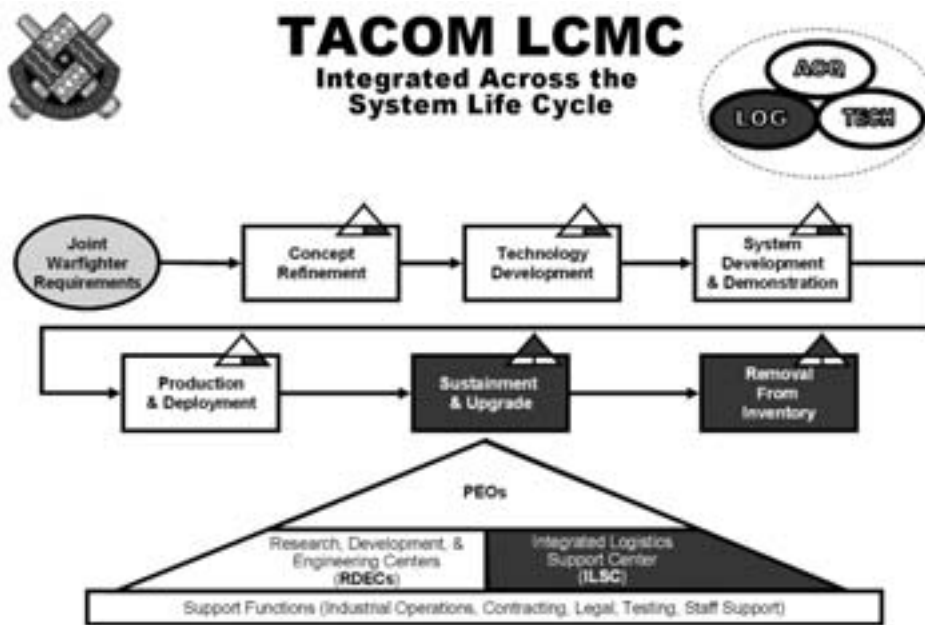 TACOM LCMC
Integrated Across the
System Life Cycle
ACQ
LOG
TECH
Joint
Warfighter
Requirements
Concept
Refinement
Technology
Development
System
Development
& Demonstration
Production
& Deployment
Sustainment
& Upgrade
Removal
From
Inventory
PEOs
Research, Development, &
Engineering Centers
(RDECs)
Integrated Logistics
Support Center
(ILSC)
Support Functions (Industrial Operations, Contracting, Legal, Testing, Staff Support)